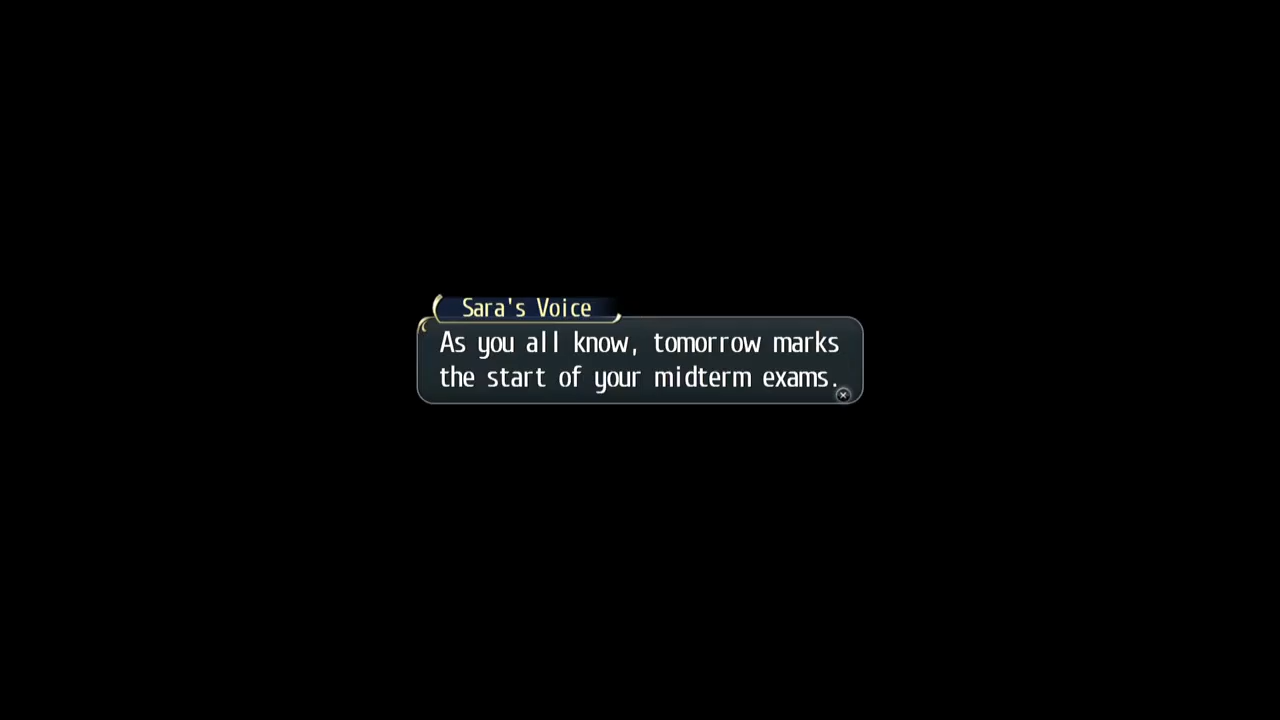 Sara's Voice
As you all know, tomorrow marks
the start of your midterm exams.